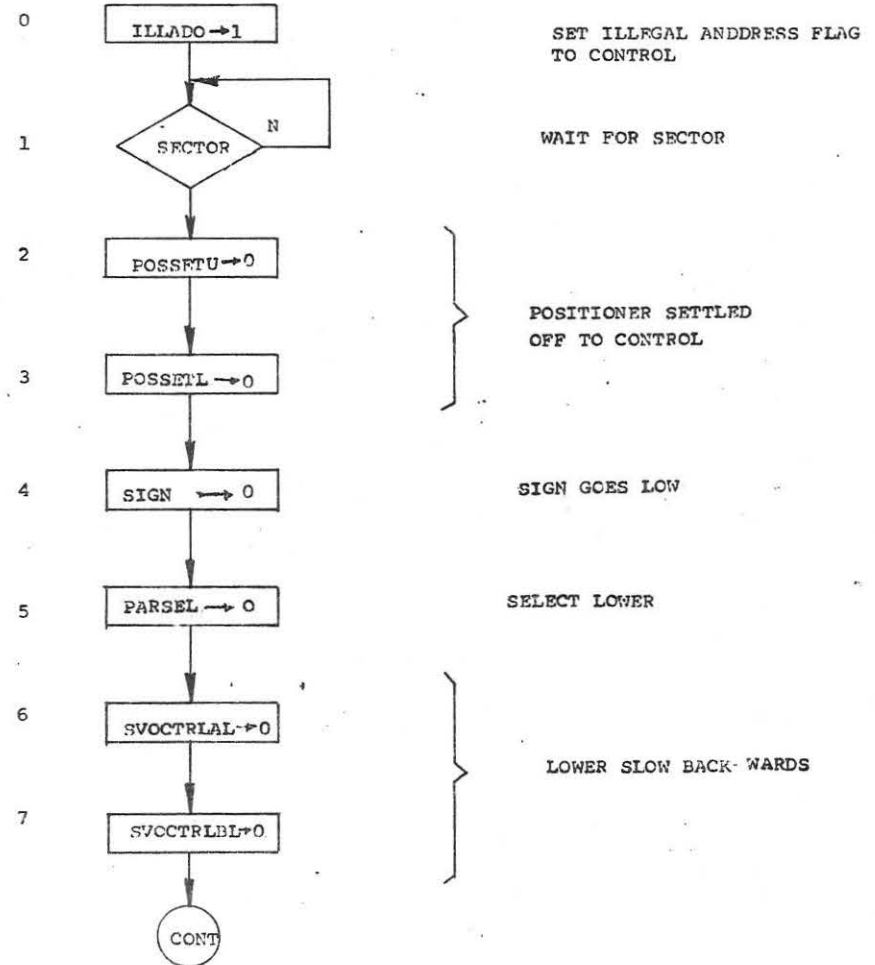 0
ILLADO→1
SET ILLEGAL ANDDRESS FLAG
TO CONTROL
1
SECTOR
N
WAIT FOR SECTOR
2
POSSETU→0
POSITIONER SETTLED
OFF TO CONTROL
3
POSSETL→0
4
SIGN → 0
SIGN GOES LOW
5
PARSEL → 0
SELECT LOWER
6
SVOCTRLAL→0
LOWER SLOW BACK-WARDS
7
SVOCTRLBL→0
CONT